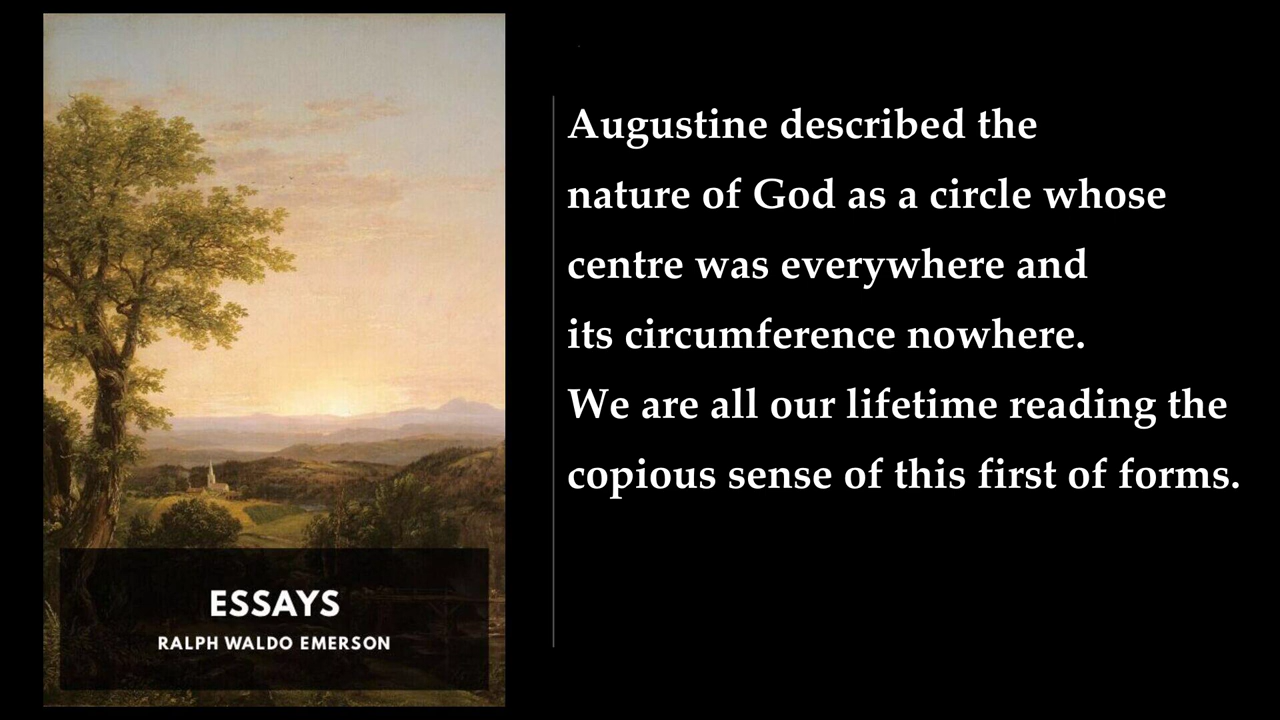 ESSAYS
RALPH WALDO EMERSON
Augustine described the
nature of God as a circle whose
centre was everywhere and
its circumference nowhere.
We are all our lifetime reading the
copious sense of this first of forms.